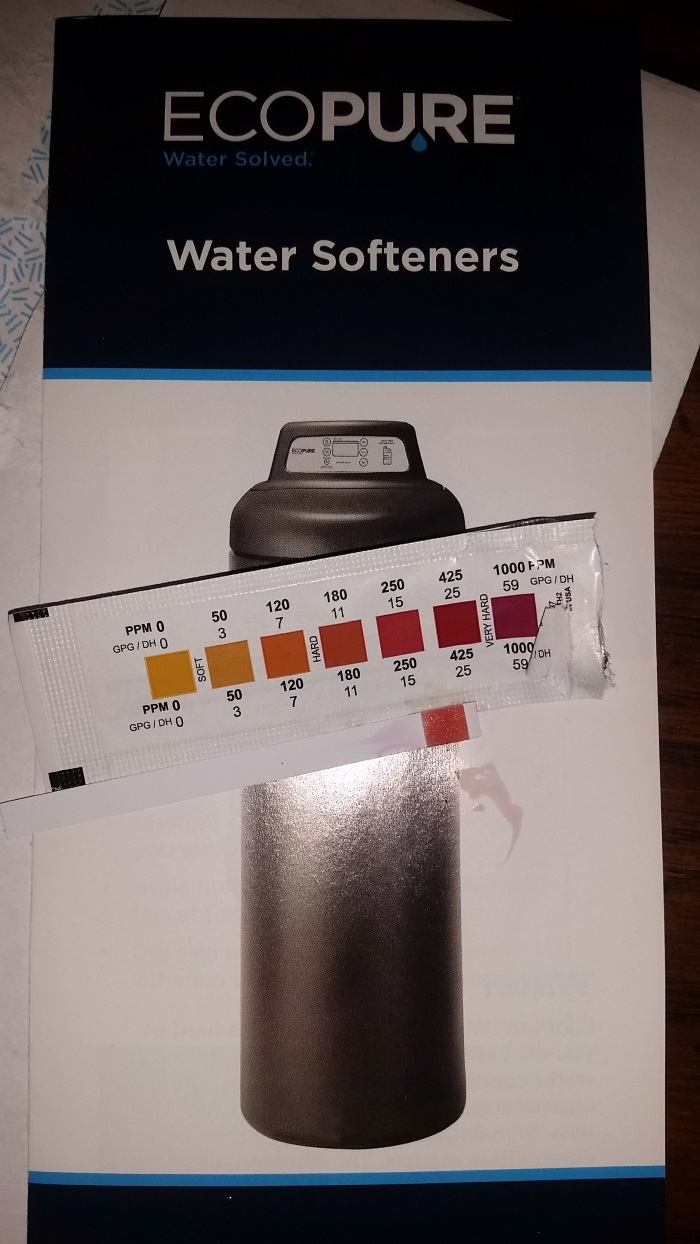 ECOPURE
Water Solved.
Water Softeners
ECOPURE
PPM 0 50 120 180 250 425 1000 PPM
GPG / DH 0 3 7 11 15 25 59 GPG / DH
SOFT HARD VERY HARD
PPM 0 50 120 180 250 425 1000
GPG / DH 0 3 7 11 15 25 59 / DH